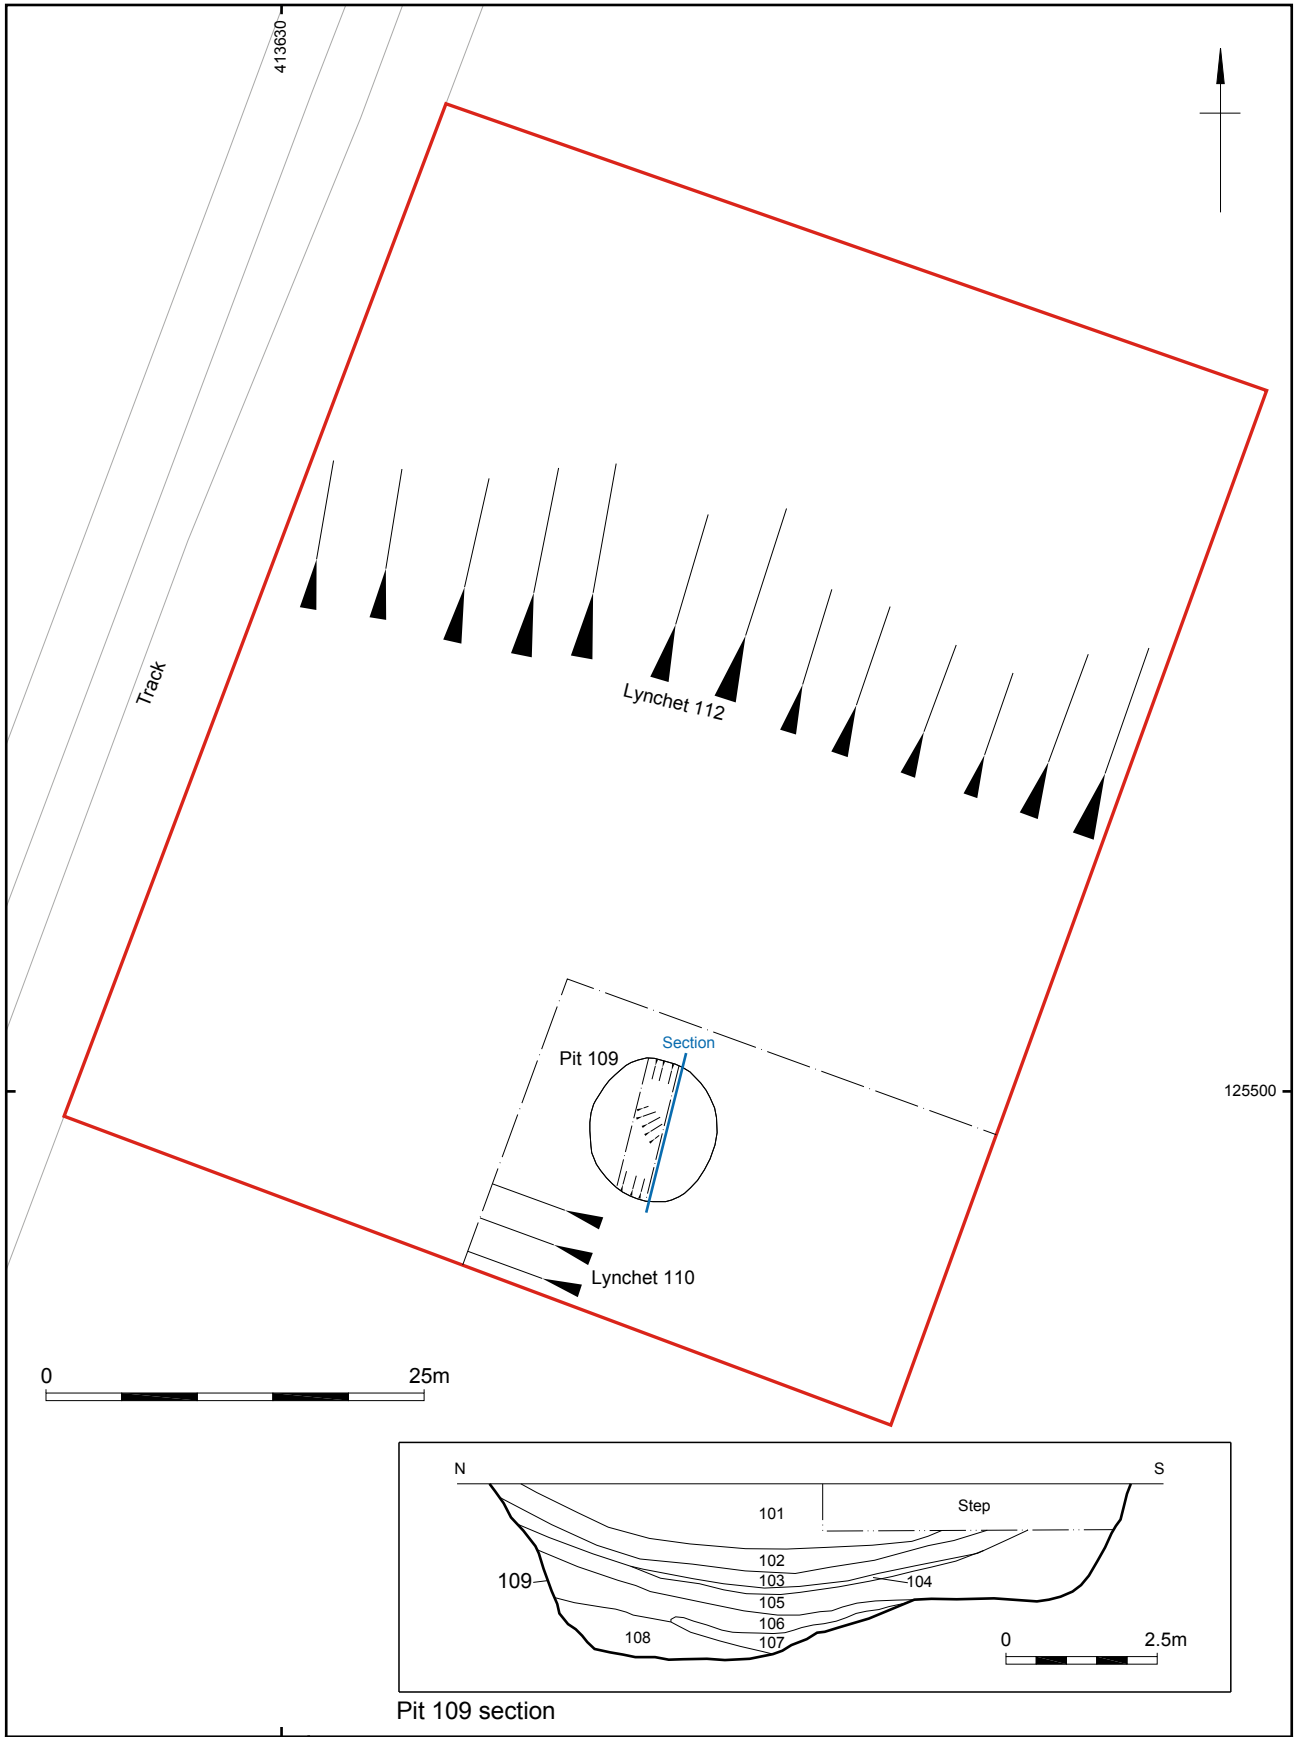 413630
Track
Lynchet 112
Section
Pit 109
125500
Lynchet 110
0 25m
N S
Step
101
102
103
104
109
105
106
107
108
0 2.5m
Pit 109 section